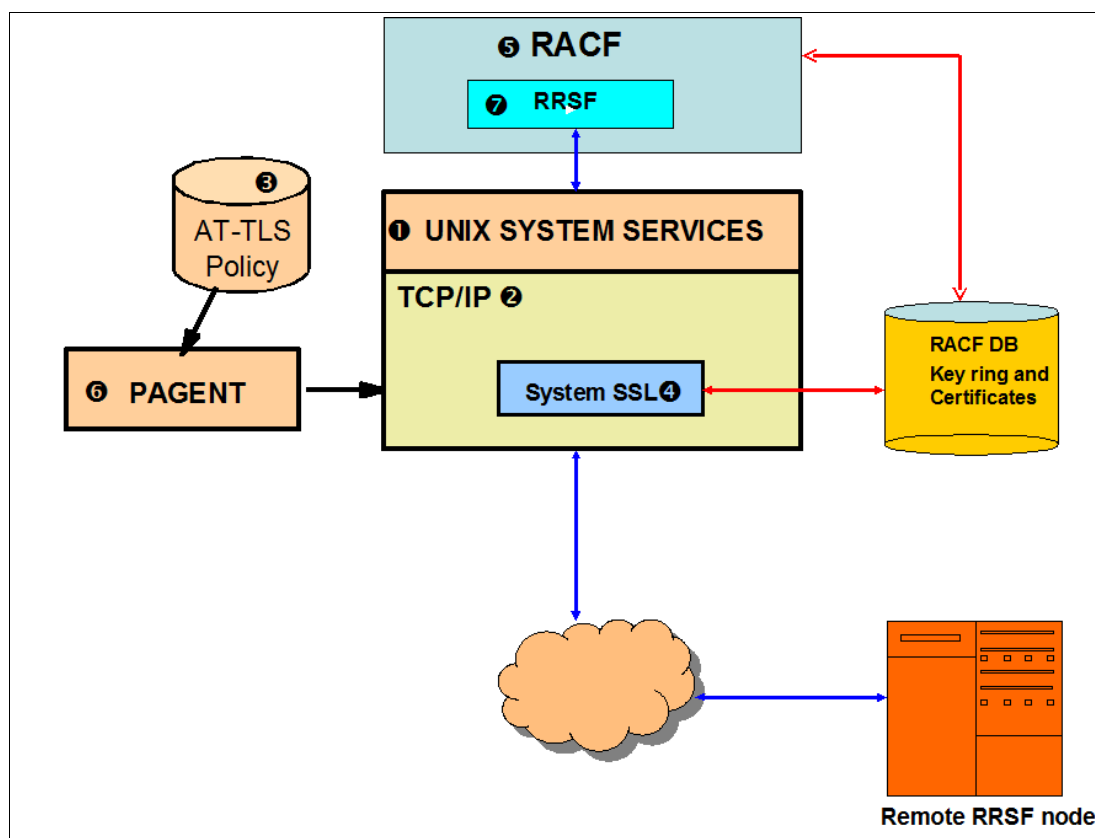 ❺ RACF
❼ RRSF
❸
AT-TLS
Policy
❶ UNIX SYSTEM SERVICES
TCP/IP ❷
RACF DB
Key ring and
Certificates
❻ PAGENT
System SSL❹
Remote RRSF node